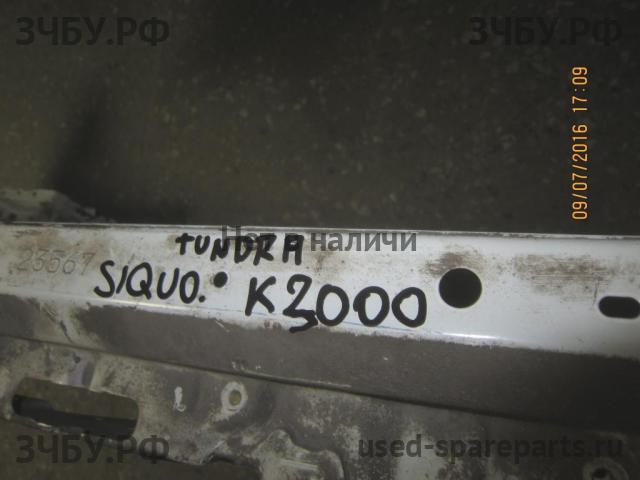 ЗЧБУ.РФ
ЗЧБУ.РФ
09/07/2016 17:09
Нет в наличи
TUNDRA
23567
SIQUO. K3000
ЗЧБУ.РФ
used-spareparts.ru